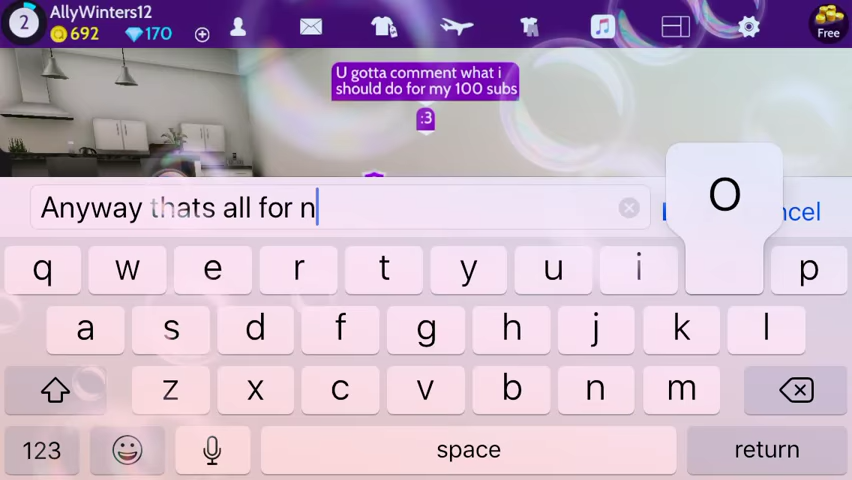 2
AllyWinters12
692
170
Free
U gotta comment what i
should do for my 100 subs
:3
Anyway thats all for n
ncel
O
q w e r t y u i p
a s d f g h j k l
z x c v b n m
123
space
return